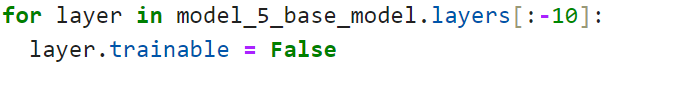 for layer in model_5_base_model.layers[:-10]:
  layer.trainable = False